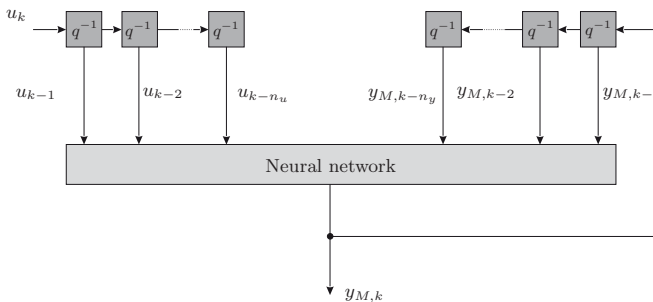 u_k
q^{-1} q^{-1} q^{-1} q^{-1} q^{-1} q^{-1}
u_{k-1} u_{k-2} u_{k-n_u} y_{M,k-n_y} y_{M,k-2} y_{M,k-
Neural network
y_{M,k}